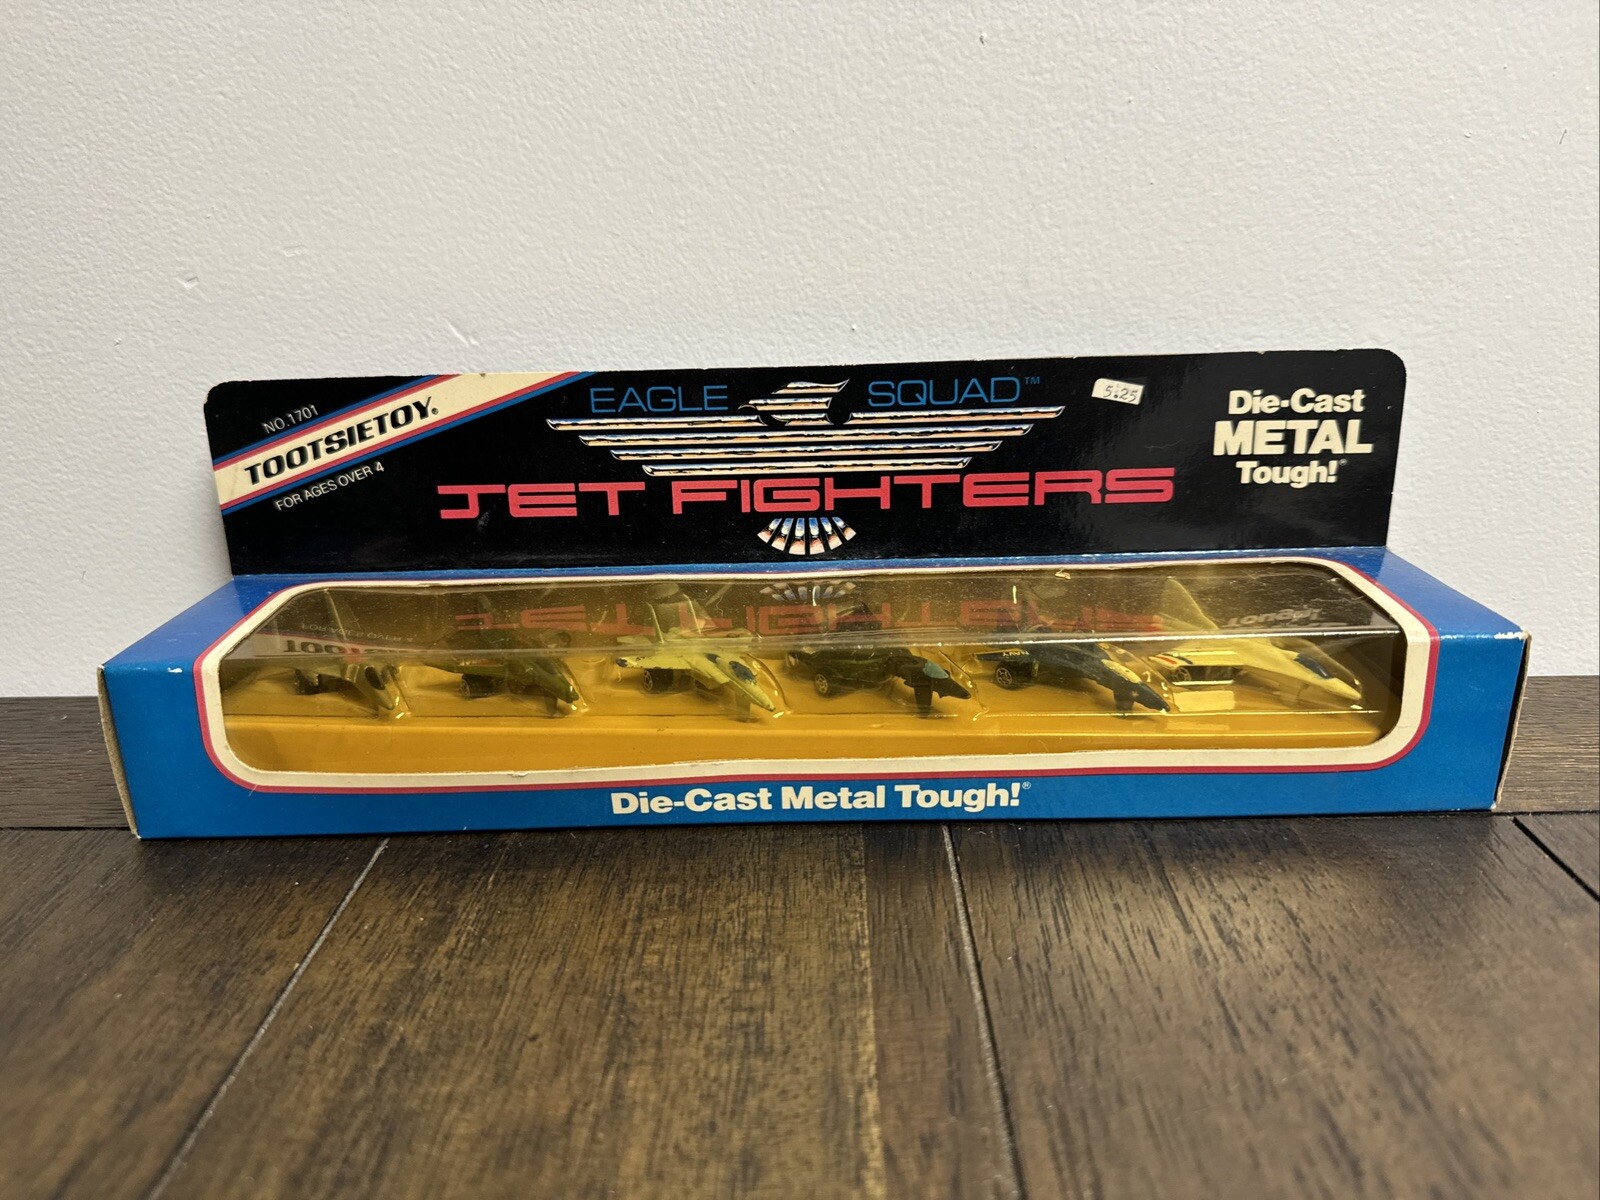 NO. 1701
TOOTSIETOY®
FOR AGES OVER 4
EAGLE SQUAD™
JET FIGHTERS
5.25
Die-Cast
METAL
Tough!®
Die-Cast Metal Tough!®